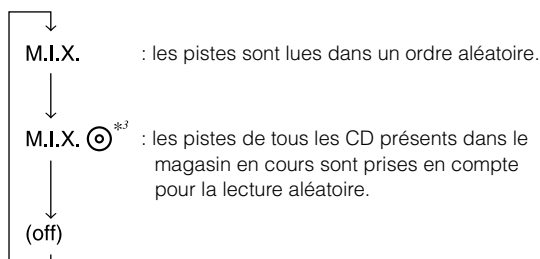 M.I.X. : les pistes sont lues dans un ordre aléatoire.
M.I.X. *3 : les pistes de tous les CD présents dans le
magasin en cours sont prises en compte
pour la lecture aléatoire.
(off)